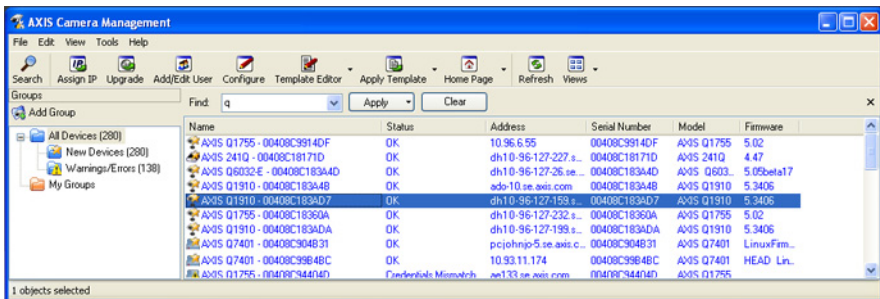 AXIS Camera Management
File Edit View Tools Help
Search Assign IP Upgrade Add/Edit User Configure Template Editor Apply Template Home Page Refresh Views
Groups
Add Group
Find: q Apply Clear
All Devices (280)
New Devices (280)
Warnings/Errors (138)
My Groups
Name Status Address Serial Number Model Firmware
AXIS Q1755 - 00408C9914DF OK 10.96.6.55 00408C9914DF AXIS Q1755 5.02
AXIS 241Q - 00408C18171D OK dh10-96-127-227.s... 00408C18171D AXIS 241Q 4.47
AXIS Q6032-E - 00408C183A4D OK dh10-96-127-26.se... 00408C183A4D AXIS Q603... 5.05beta17
AXIS Q1910 - 00408C183A4B OK ado-10.se.axis.com 00408C183A4B AXIS Q1910 5.3406
AXIS Q1910 - 00408C183AD7 OK dh10-96-127-159.s... 00408C183AD7 AXIS Q1910 5.3406
AXIS Q1755 - 00408C18360A OK dh10-96-127-232.s... 00408C18360A AXIS Q1755 5.02
AXIS Q1910 - 00408C183ADA OK dh10-96-127-199.s... 00408C183ADA AXIS Q1910 5.3406
AXIS Q7401 - 00408C904B31 OK pcjohnjo-5.se.axis.c... 00408C904B31 AXIS Q7401 LinuxFirm...
AXIS Q7401 - 00408C99B4BC OK 10.93.11.174 00408C99B4BC AXIS Q7401 HEAD Lin...
AXIS Q1755 - 00408C94404D Credentials Mismatch ae133.se.axis.com 00408C94404D AXIS Q1755
1 objects selected